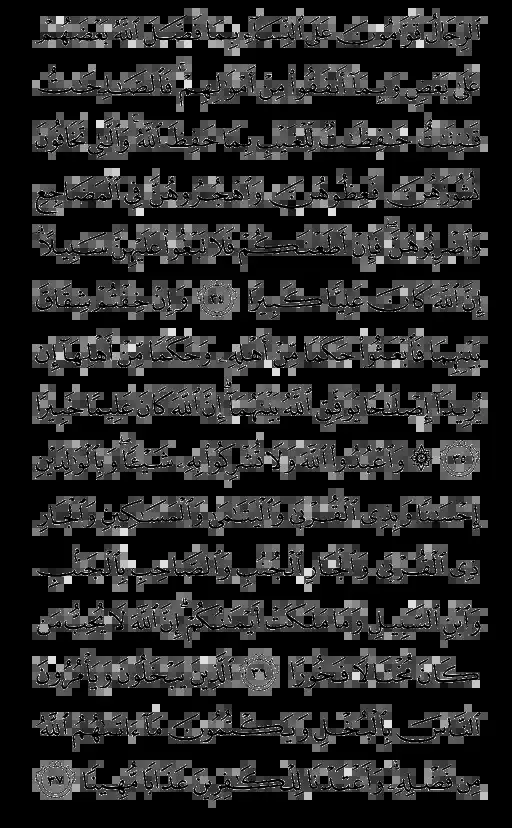 ٱلرِّجَالُ قَوَّٰمُونَ عَلَى ٱلنِّسَآءِ بِمَا فَضَّلَ ٱللَّهُ بَعْضَهُمْ
عَلَىٰ بَعْضٍ وَبِمَآ أَنفَقُوا۟ مِنْ أَمْوَٰلِهِمْ ۚ فَٱلصَّٰلِحَٰتُ
قَٰنِتَٰتٌ حَٰفِظَٰتٌ لِّلْغَيْبِ بِمَا حَفِظَ ٱللَّهُ ۚ وَٱلَّٰتِى تَخَافُونَ
نُشُوزَهُنَّ فَعِظُوهُنَّ وَٱهْجُرُوهُنَّ فِى ٱلْمَضَاجِعِ
وَٱضْرِبُوهُنَّ ۖ فَإِنْ أَطَعْنَكُمْ فَلَا تَبْغُوا۟ عَلَيْهِنَّ سَبِيلًا ۗ
إِنَّ ٱللَّهَ كَانَ عَلِيًّا كَبِيرًا ٣٤ وَإِنْ خِفْتُمْ شِقَاقَ
بَيْنِهِمَا فَٱبْعَثُوا۟ حَكَمًا مِّنْ أَهْلِهِۦ وَحَكَمًا مِّنْ أَهْلِهَآ إِن
يُرِيدَآ إِصْلَٰحًا يُوَفِّقِ ٱللَّهُ بَيْنَهُمَآ ۗ إِنَّ ٱللَّهَ كَانَ عَلِيمًا خَبِيرًا
٣٥ ۞ وَٱعْبُدُوا۟ ٱللَّهَ وَلَا تُشْرِكُوا۟ بِهِۦ شَيْـًٔا ۖ وَبِٱلْوَٰلِدَيْنِ
إِحْسَٰنًا وَبِذِى ٱلْقُرْبَىٰ وَٱلْيَتَٰمَىٰ وَٱلْمَسَٰكِينِ وَٱلْجَارِ
ذِى ٱلْقُرْبَىٰ وَٱلْجَارِ ٱلْجُنُبِ وَٱلصَّاحِبِ بِٱلْجَنۢبِ
وَٱبْنِ ٱلسَّبِيلِ وَمَا مَلَكَتْ أَيْمَٰنُكُمْ ۗ إِنَّ ٱللَّهَ لَا يُحِبُّ مَن
كَانَ مُخْتَالًا فَخُورًا ٣٦ ٱلَّذِينَ يَبْخَلُونَ وَيَأْمُرُونَ
ٱلنَّاسَ بِٱلْبُخْلِ وَيَكْتُمُونَ مَآ ءَاتَىٰهُمُ ٱللَّهُ
مِن فَضْلِهِۦ ۗ وَأَعْتَدْنَا لِلْكَٰفِرِينَ عَذَابًا مُّهِينًا ٣٧